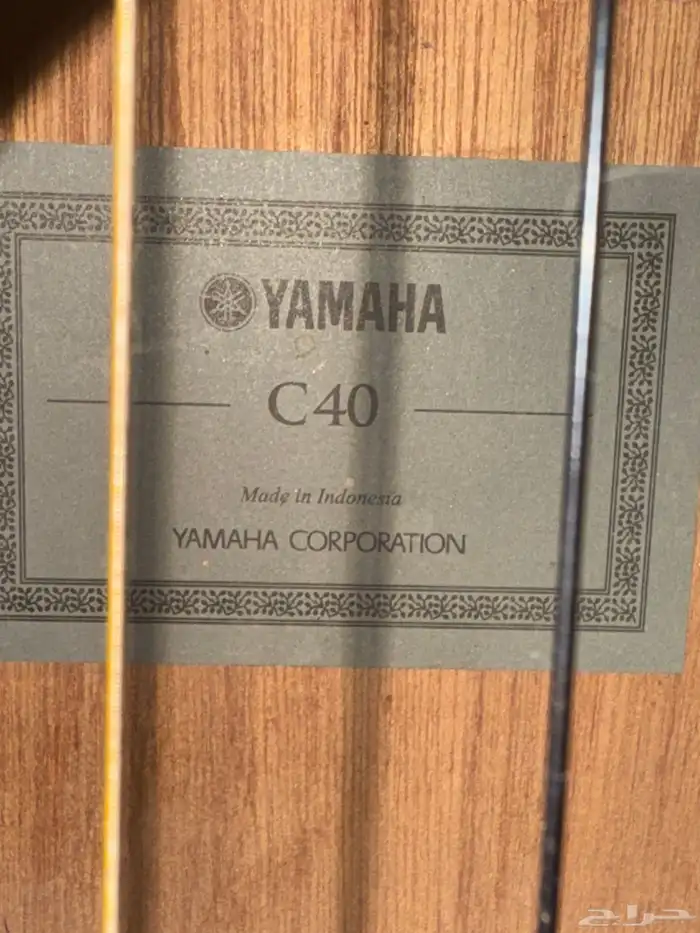 YAMAHA
C40
Made in Indonesia
YAMAHA CORPORATION
حراج